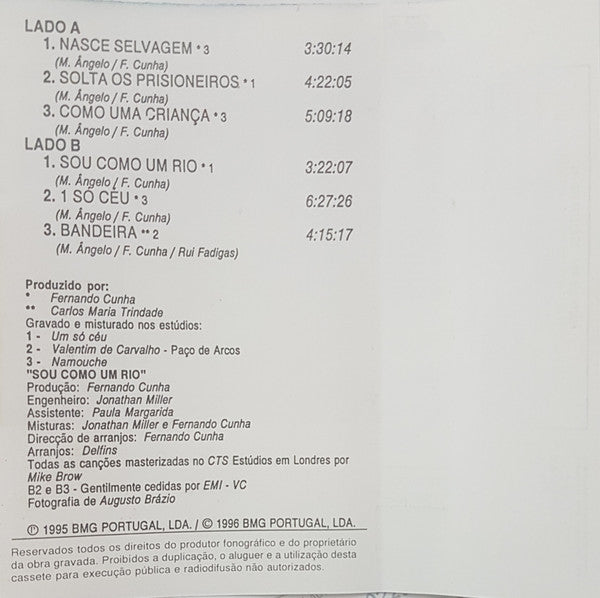 LADO A
1. NASCE SELVAGEM * 3 3:30:14
(M. Ângelo / F. Cunha)
2. SOLTA OS PRISIONEIROS * 1 4:22:05
(M. Ângelo / F. Cunha)
3. COMO UMA CRIANÇA * 3 5:09:18
(M. Ângelo / F. Cunha)
LADO B
1. SOU COMO UM RIO * 1 3:22:07
(M. Ângelo / F. Cunha)
2. 1 SÓ CÉU * 3 6:27:26
(M. Ângelo / F. Cunha)
3. BANDEIRA ** 2 4:15:17
(M. Ângelo / F. Cunha / Rui Fadigas)
Produzido por:
* Fernando Cunha
** Carlos Maria Trindade
Gravado e misturado nos estúdios:
1 - Um só céu
2 - Valentim de Carvalho - Paço de Arcos
3 - Namouche
"SOU COMO UM RIO"
Produção: Fernando Cunha
Engenheiro: Jonathan Miller
Assistente: Paula Margarida
Misturas: Jonathan Miller e Fernando Cunha
Direcção de arranjos: Fernando Cunha
Arranjos: Delfins
Todas as canções masterizadas no CTS Estúdios em Londres por
Mike Brow
B2 e B3 - Gentilmente cedidas por EMI - VC
Fotografia de Augusto Brázio
℗ 1995 BMG PORTUGAL, LDA. / © 1996 BMG PORTUGAL, LDA.
Reservados todos os direitos do produtor fonográfico e do proprietário
da obra gravada. Proibidos a duplicação, o aluguer e a utilização desta
cassete para execução pública e radiodifusão não autorizados.